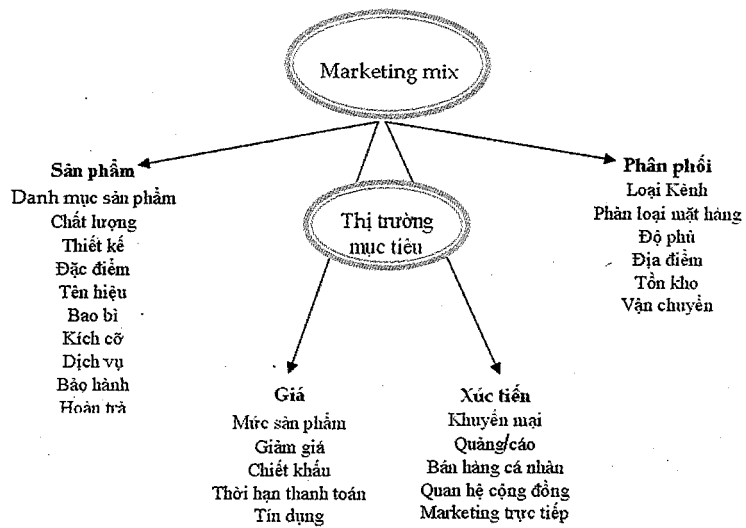 Marketing mix
Sản phẩm
Danh mục sản phẩm
Chất lượng
Thiết kế
Đặc điểm
Tên hiệu
Bao bì
Kích cỡ
Dịch vụ
Bảo hành
Hoàn trả
Thị trường
mục tiêu
Phân phối
Loại Kênh
Phân loại mặt hàng
Độ phủ
Địa điểm
Tồn kho
Vận chuyển
Giá
Mức sản phẩm
Giảm giá
Chiết khấu
Thời hạn thanh toán
Tín dụng
Xúc tiến
Khuyến mại
Quảng/cáo
Bán hàng cá nhân
Quan hệ cộng đồng
Marketing trực tiếp